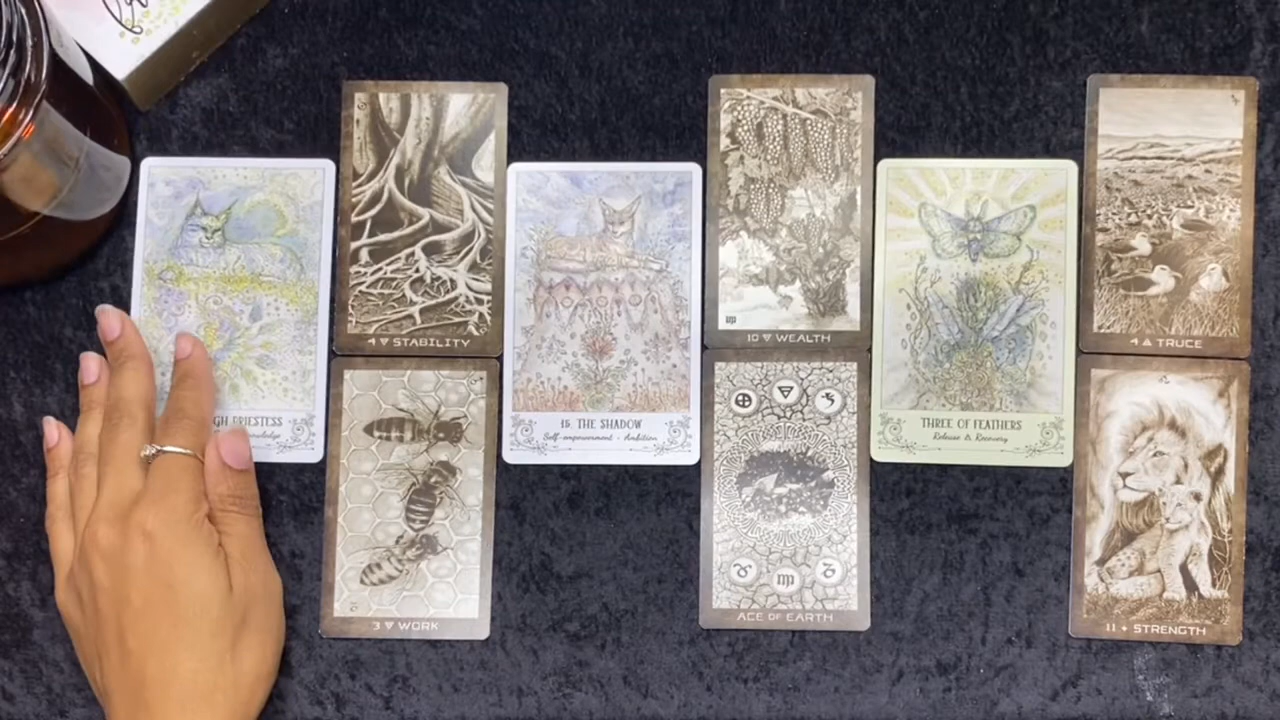 GH PRIESTESS
knowledge
4 STABILITY
3 WORK
15. THE SHADOW
Self-empowerment · Ambition
10 WEALTH
ACE OF EARTH
THREE OF FEATHERS
Release & Recovery
4 TRUCE
11 STRENGTH